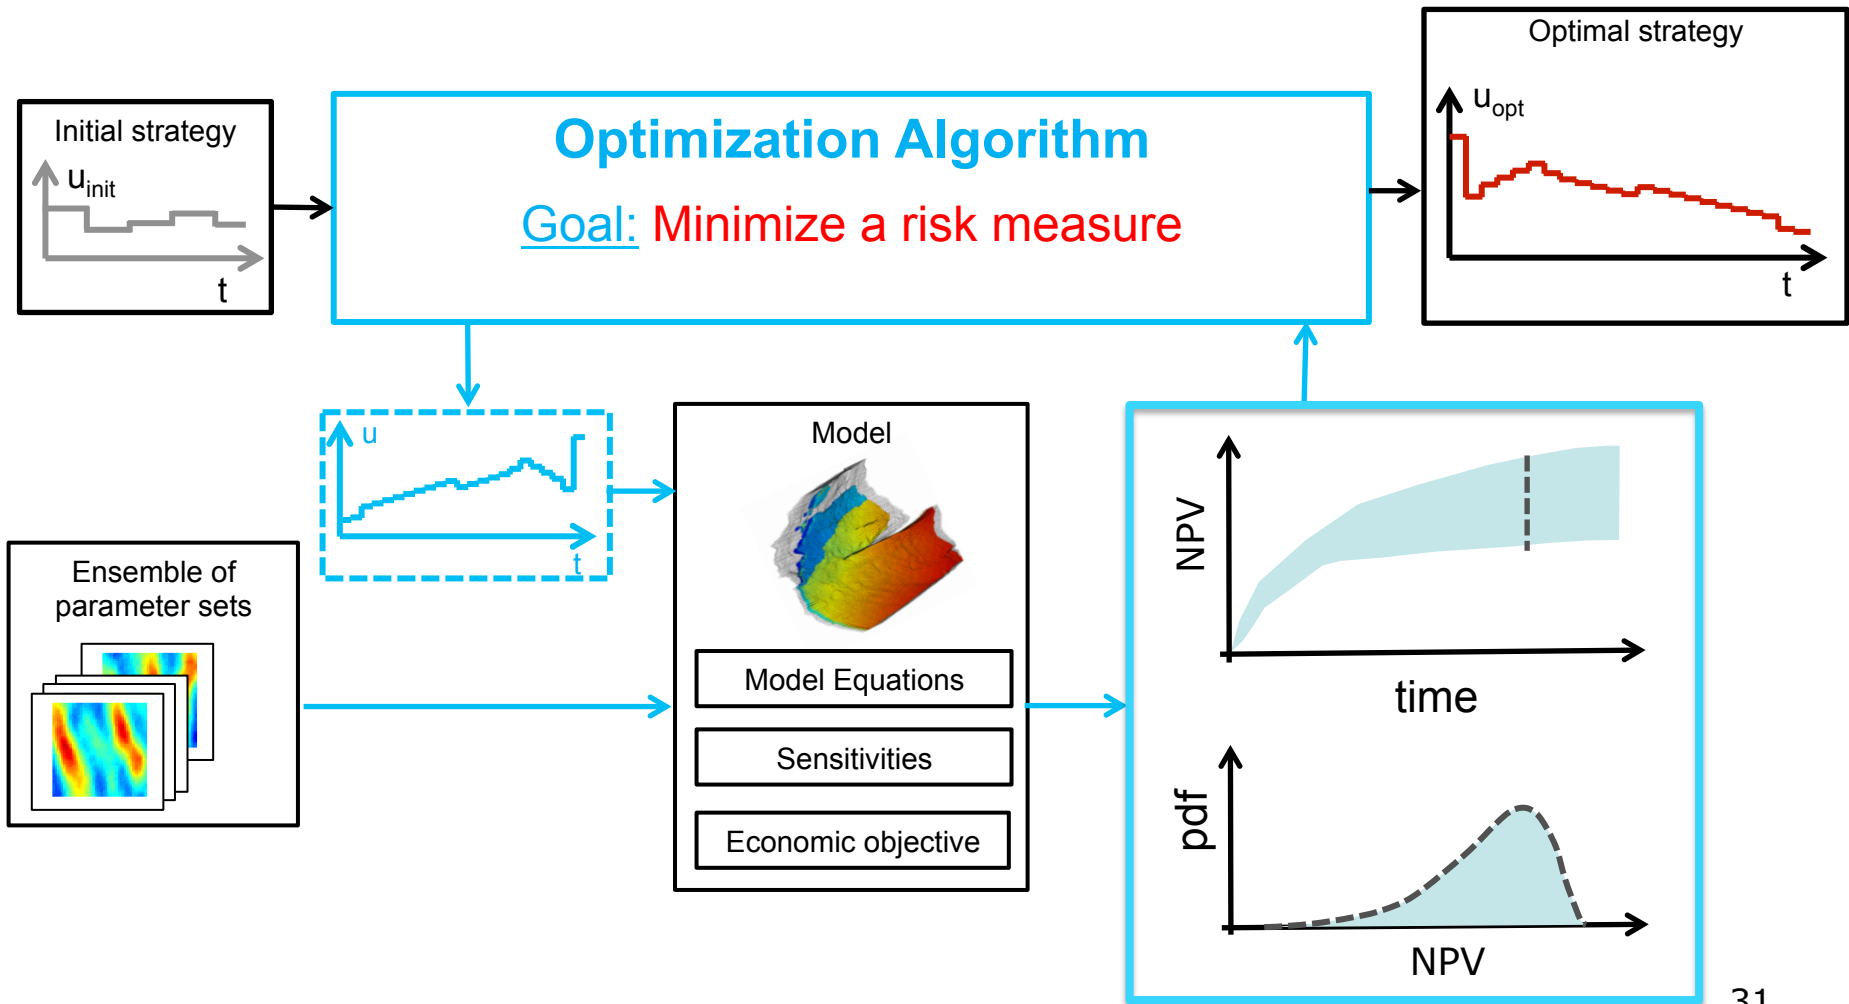 Optimal strategy
u_opt
t
Initial strategy
u_init
t
Optimization Algorithm
Goal: Minimize a risk measure
u
t
Model
Model Equations
Sensitivities
Economic objective
Ensemble of
parameter sets
NPV
time
pdf
NPV
31